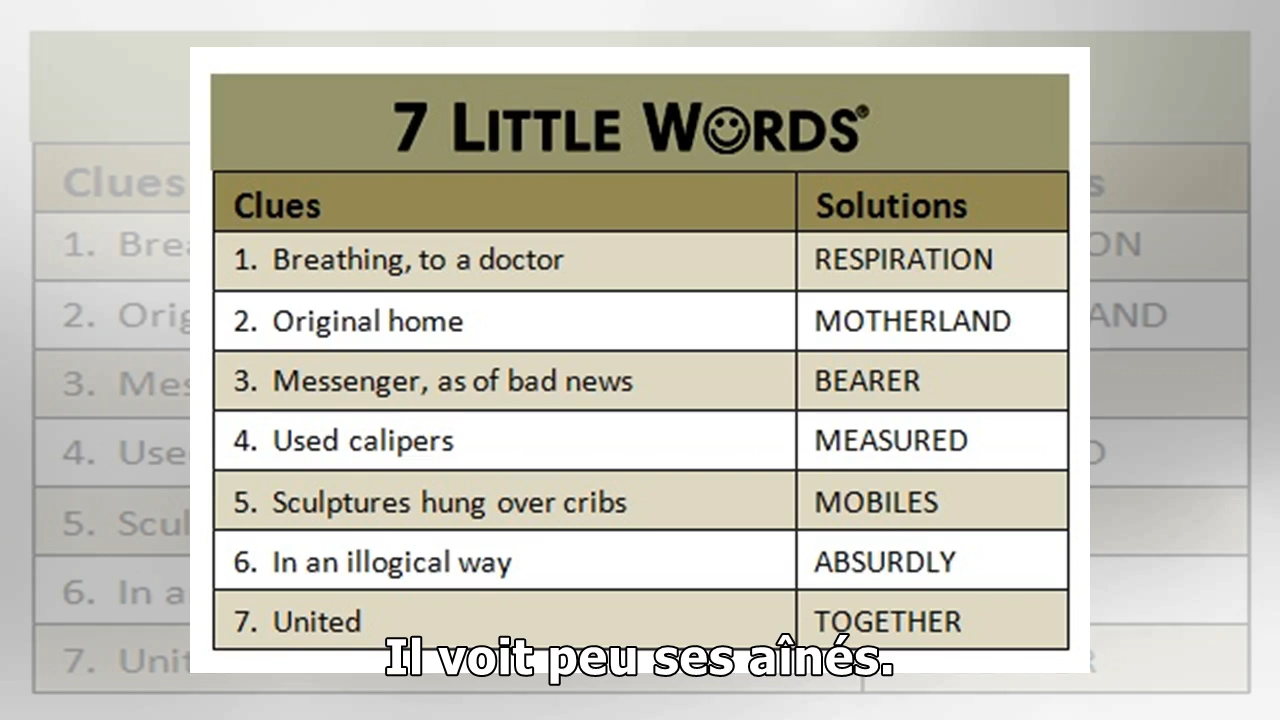 7 LITTLE WORDS®
Clues Solutions
1. Breathing, to a doctor RESPIRATION
2. Original home MOTHERLAND
3. Messenger, as of bad news BEARER
4. Used calipers MEASURED
5. Sculptures hung over cribs MOBILES
6. In an illogical way ABSURDLY
7. United TOGETHER
Il voit peu ses aînés.